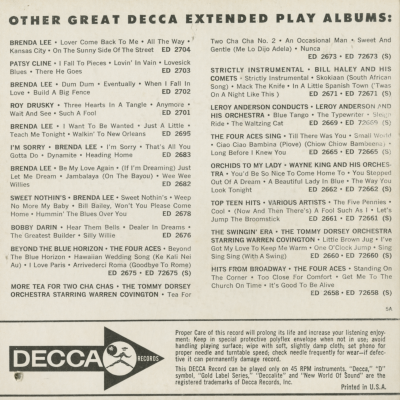 OTHER GREAT DECCA EXTENDED PLAY ALBUMS:
BRENDA LEE • Lover Come Back To Me • All The Way •
Kansas City • On The Sunny Side Of The Street ED 2704
PATSY CLINE • I Fall To Pieces • Lovin' In Vain • Lovesick
Blues • There He Goes ED 2703
BRENDA LEE • Dum Dum • Eventually • When I Fall In
Love • Build A Big Fence ED 2702
ROY DRUSKY • Three Hearts In A Tangle • Anymore •
Wait And See • Such A Fool ED 2701
BRENDA LEE • I Want To Be Wanted • Just A Little •
Teach Me Tonight • Walkin' To New Orleans ED 2695
I'M SORRY • BRENDA LEE • I'm Sorry • That's All You
Gotta Do • Dynamite • Heading Home ED 2683
BRENDA LEE • Be My Love Again • (If I'm Dreaming) Just
Let Me Dream • Jambalaya (On The Bayou) • Wee Wee
Willies ED 2682
SWEET NOTHIN'S • BRENDA LEE • Sweet Nothin's • Weep
No More My Baby • Bill Bailey, Won't You Please Come
Home • Hummin' The Blues Over You ED 2678
BOBBY DARIN • Hear Them Bells • Dealer In Dreams •
The Greatest Builder • Silly Willie ED 2676
BEYOND THE BLUE HORIZON • THE FOUR ACES • Beyond
The Blue Horizon • Hawaiian Wedding Song (Ke Kali Nei
Au) • I Love Paris • Arrivederci Roma (Goodbye To Roma)
ED 2675 • ED 72675 (S)
MORE TEA FOR TWO CHA CHAS • THE TOMMY DORSEY
ORCHESTRA STARRING WARREN COVINGTON • Tea For
Two Cha Cha No. 2 • An Occasional Man • Sweet And
Gentle (Me Lo Dijo Adela) • Nunca
ED 2673 • ED 72673 (S)
STRICTLY INSTRUMENTAL • BILL HALEY AND HIS
COMETS • Strictly Instrumental • Skokiaan (South African
Song) • Mack The Knife • In A Little Spanish Town ('Twas
On A Night Like This) ED 2671 • ED 72671 (S)
LEROY ANDERSON CONDUCTS • LEROY ANDERSON AND
HIS ORCHESTRA • Blue Tango • The Typewriter • Sleigh
Ride • The Waltzing Cat ED 2669 • ED 72669 (S)
THE FOUR ACES SING • Till There Was You • Small World
• Ciao Ciao Bambina (Piove) (Chiow Chiow Bambeena) •
Long Before I Knew You ED 2665 • ED 72665 (S)
ORCHIDS TO MY LADY • WAYNE KING AND HIS ORCHES-
TRA • You'd Be So Nice To Come Home To • You Stepped
Out Of A Dream • A Beautiful Lady In Blue • The Way You
Look Tonight ED 2662 • ED 72662 (S)
TOP TEEN HITS • VARIOUS ARTISTS • The Five Pennies •
Cool • (Now And Then There's) A Fool Such As I • Let's
Jump The Broomstick ED 2661 • ED 72661 (S)
THE SWINGIN' ERA • THE TOMMY DORSEY ORCHESTRA
STARRING WARREN COVINGTON • Little Brown Jug • I've
Got My Love To Keep Me Warm • One O'Clock Jump • Sing
Sing Sing (With A Swing) ED 2660 • ED 72660 (S)
HITS FROM BROADWAY • THE FOUR ACES • Standing On
The Corner • Too Close For Comfort • Get Me To The
Church On Time • It's Good To Be Alive
ED 2658 • ED 72658 (S)
5A
DECCA RECORDS
Proper Care of this record will prolong its life and increase your listening enjoy-
ment: Keep in special protective polyflex envelope when not in use; avoid
handling playing surface; wipe with soft, slightly damp cloth; set phono for
proper needle and turntable speed; check needle frequently for wear—if defec-
tive it can permanently damage record.
This DECCA Record can be played only on 45 RPM instruments. "Decca," "D"
symbol, "Gold Label Series," "Deccalite" and "New World Of Sound" are the
registered trademarks of Decca Records, Inc.
Printed in U.S.A.